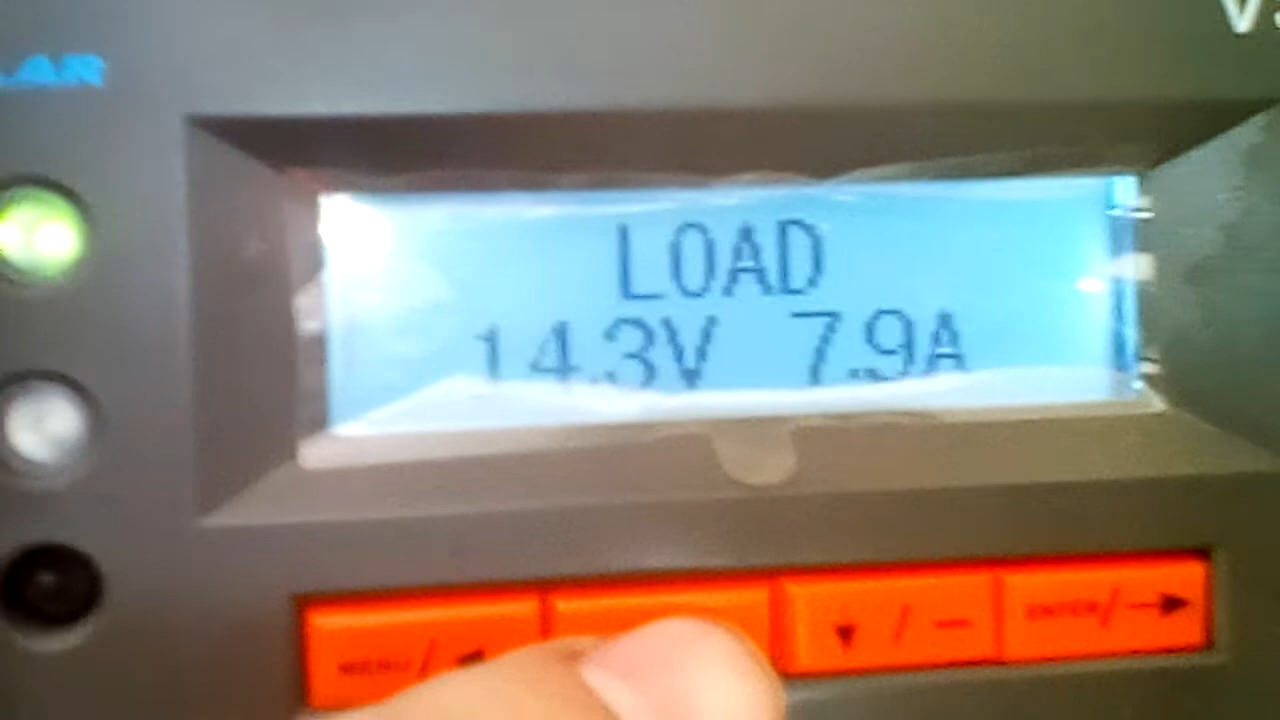 LAR
V
LOAD
14.3V 7.9A
MENU/◄
▼ / − ENTER/→